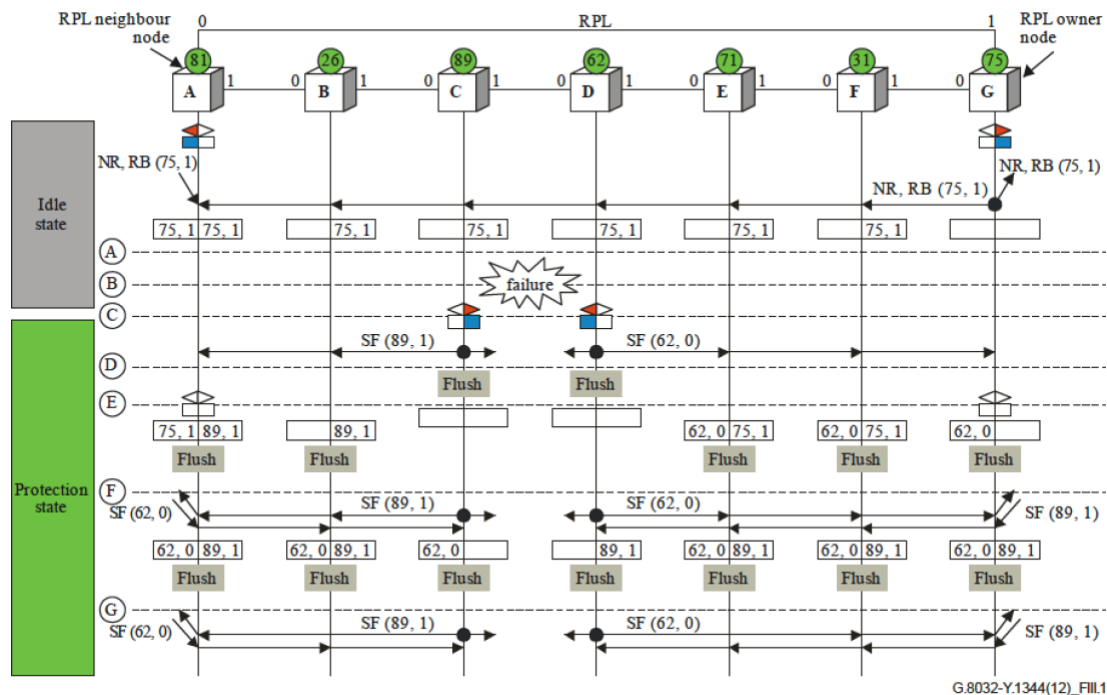 RPL neighbour
node
0
RPL
1
RPL owner
node
81 26 89 62 71 31 75
A 1 0 B 1 0 C 1 0 D 1 0 E 1 0 F 1 0 G
NR, RB (75, 1)
NR, RB (75, 1)
NR, RB (75, 1)
Idle
state
75, 1 75, 1 75, 1 75, 1 75, 1 75, 1 75, 1
A
B
failure
C
SF (89, 1) SF (62, 0)
D
Flush Flush
E
75, 1 89, 1 89, 1 62, 0 75, 1 62, 0 75, 1 62, 0
Flush Flush Flush Flush Flush
Protection
state
F
SF (62, 0) SF (89, 1) SF (62, 0) SF (89, 1)
62, 0 89, 1 62, 0 89, 1 62, 0 89, 1 62, 0 89, 1 62, 0 89, 1 62, 0 89, 1
Flush Flush Flush Flush Flush Flush Flush
G
SF (62, 0) SF (89, 1) SF (62, 0) SF (89, 1)
G.8032-Y.1344(12)_FIII.1